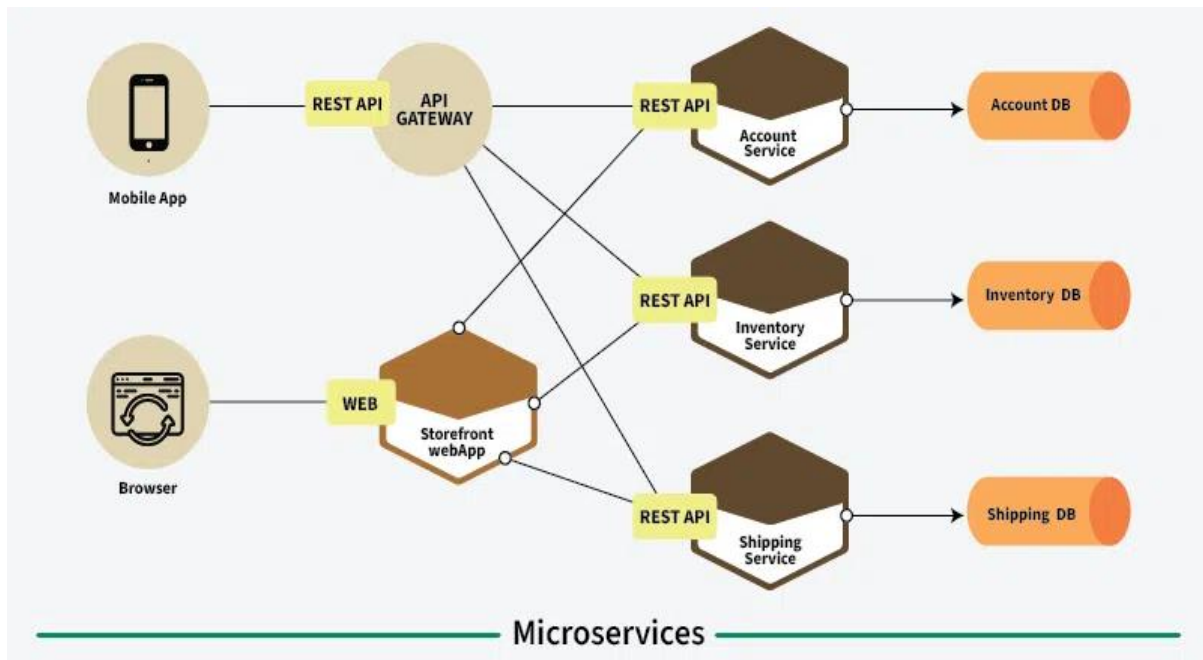 REST API
API
GATEWAY
REST API
Account
Service
Account DB
Mobile App
REST API
Inventory
Service
Inventory DB
WEB
Storefront
webApp
Browser
REST API
Shipping
Service
Shipping DB
Microservices